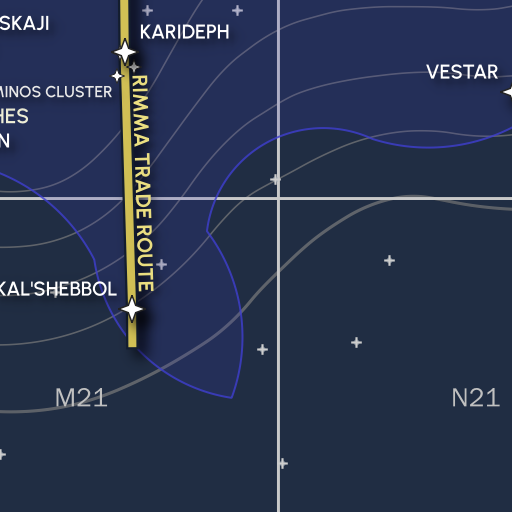 SKAJI
KARIDEPH
VESTAR
MINOS CLUSTER
HES
N
RIMMA TRADE ROUTE
KAL'SHEBBOL
M21
N21